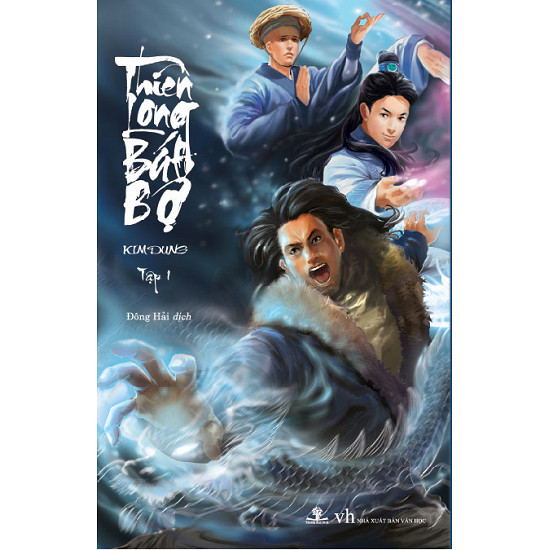 Thiên
Long
Bát
Bộ
KIM DUNG
Tập 1
Đông Hải dịch
vh NHÀ XUẤT BẢN VĂN HỌC